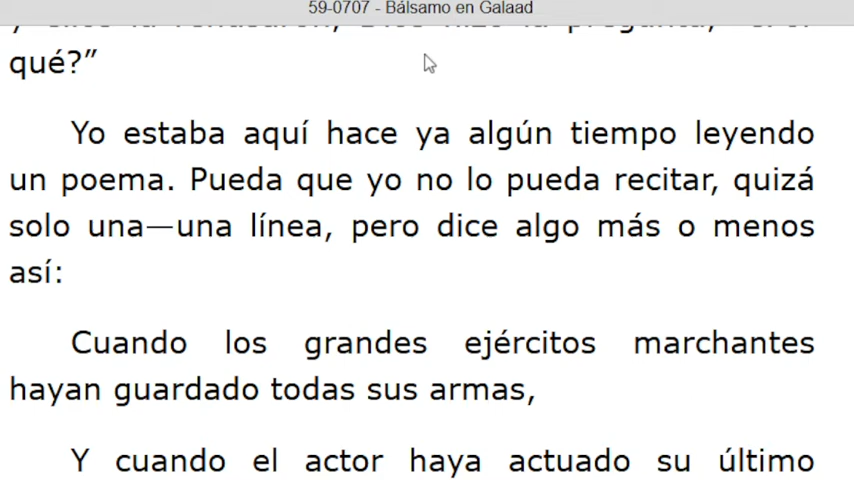 59-0707 - Bálsamo en Galaad
qué?”
Yo estaba aquí hace ya algún tiempo leyendo
un poema. Pueda que yo no lo pueda recitar, quizá
solo una—una línea, pero dice algo más o menos
así:
Cuando los grandes ejércitos marchantes
hayan guardado todas sus armas,
Y cuando el actor haya actuado su último